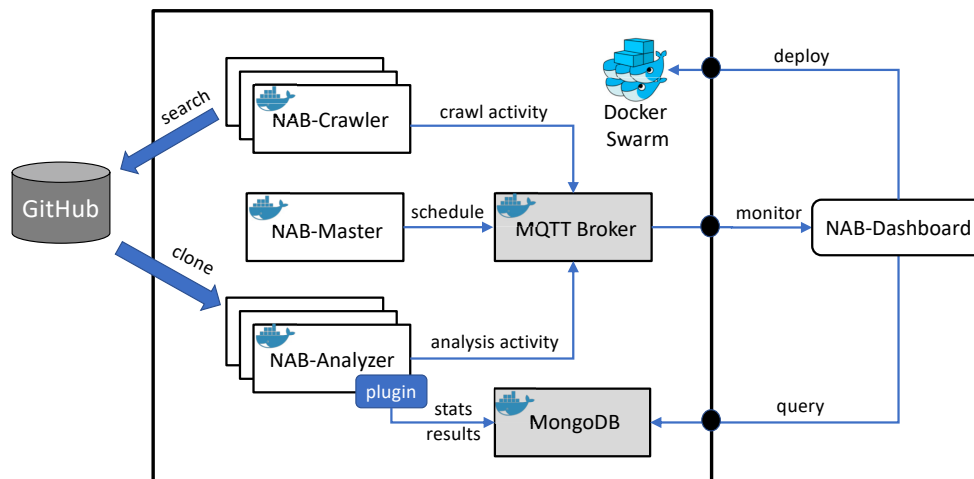 deploy
search
NAB-Crawler
crawl activity
Docker
Swarm
GitHub
NAB-Master
schedule
MQTT Broker
monitor
NAB-Dashboard
clone
NAB-Analyzer
analysis activity
plugin
stats
results
MongoDB
query